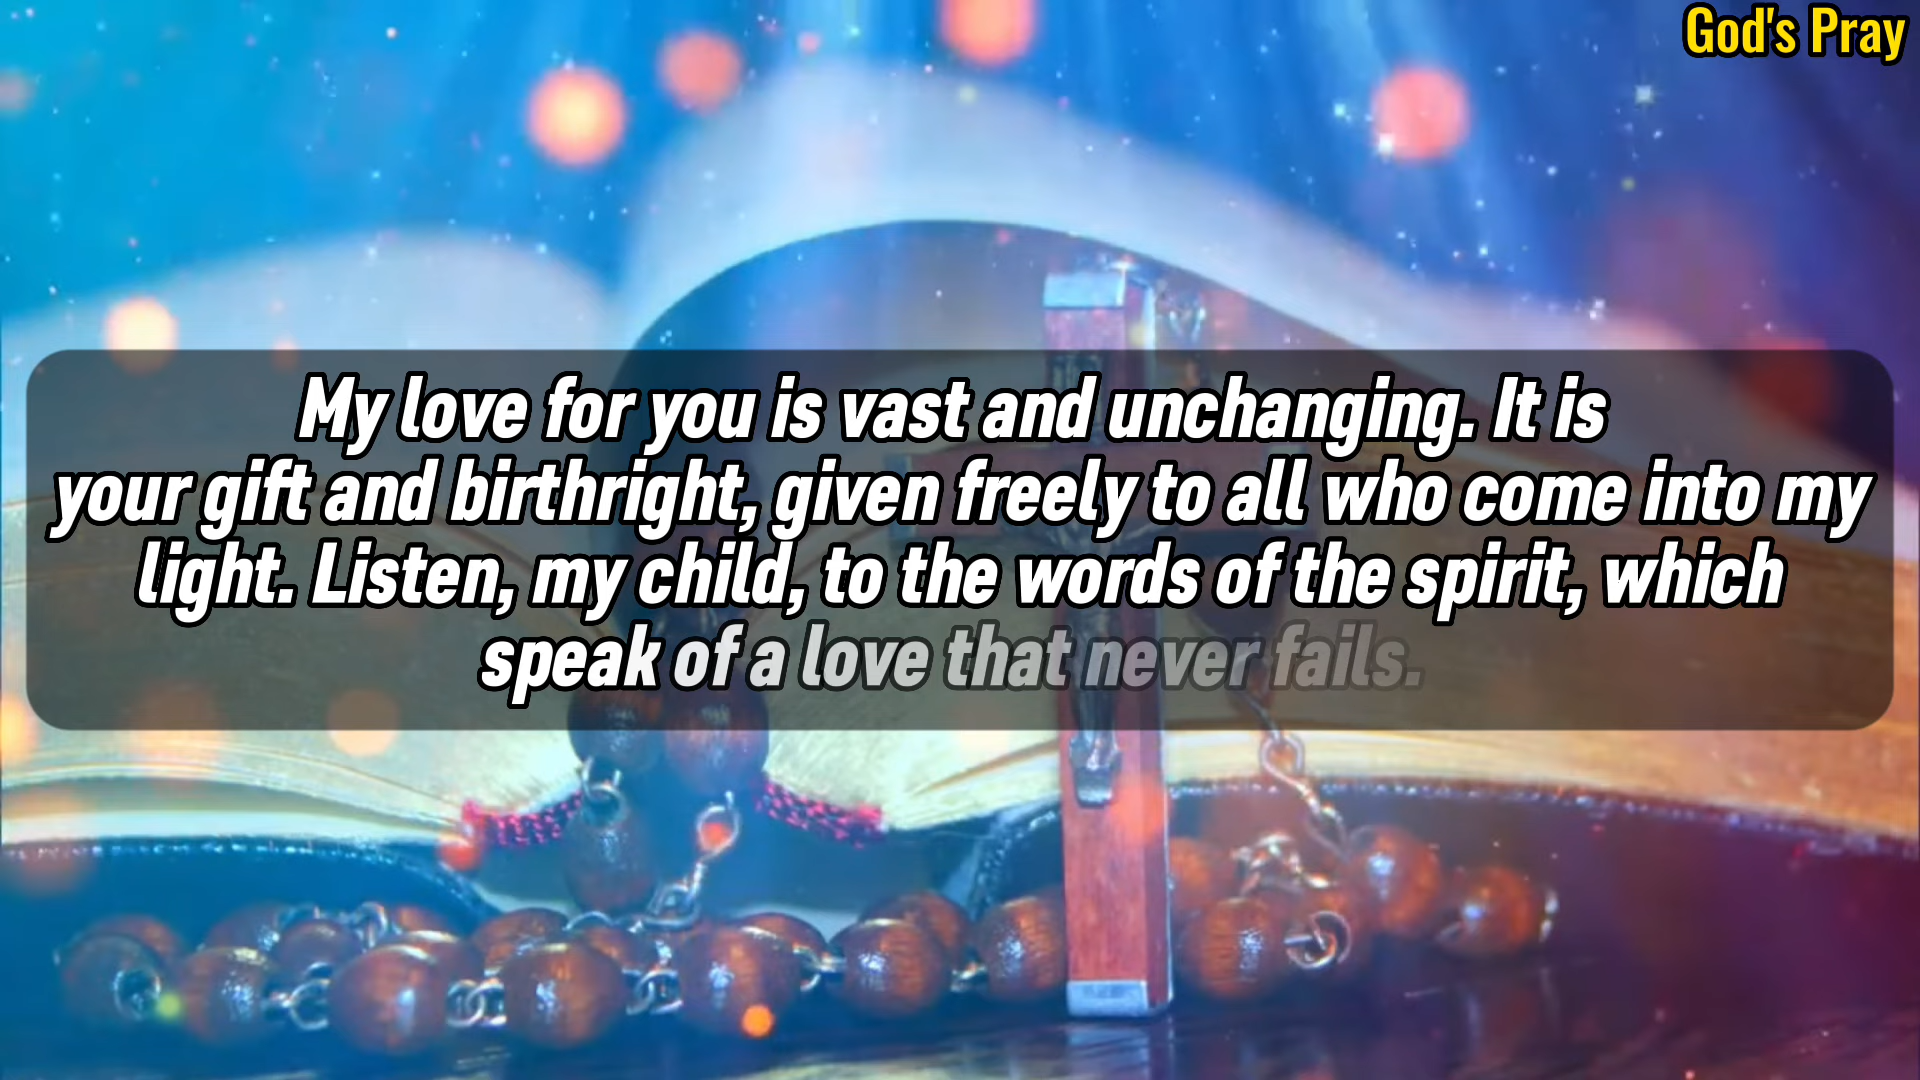 God's Pray
My love for you is vast and unchanging. It is
your gift and birthright, given freely to all who come into my
light. Listen, my child, to the words of the spirit, which
speak of a love that never fails.